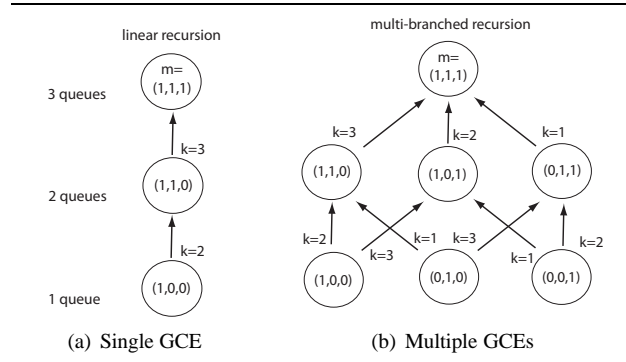 linear recursion
m=
(1,1,1)
3 queues
k=3
(1,1,0)
2 queues
k=2
(1,0,0)
1 queue
(a) Single GCE
multi-branched recursion
m=
(1,1,1)
k=3
k=2
k=1
(1,1,0)
(1,0,1)
(0,1,1)
k=2
k=3
k=1
k=3
k=1
k=2
(1,0,0)
(0,1,0)
(0,0,1)
(b) Multiple GCEs